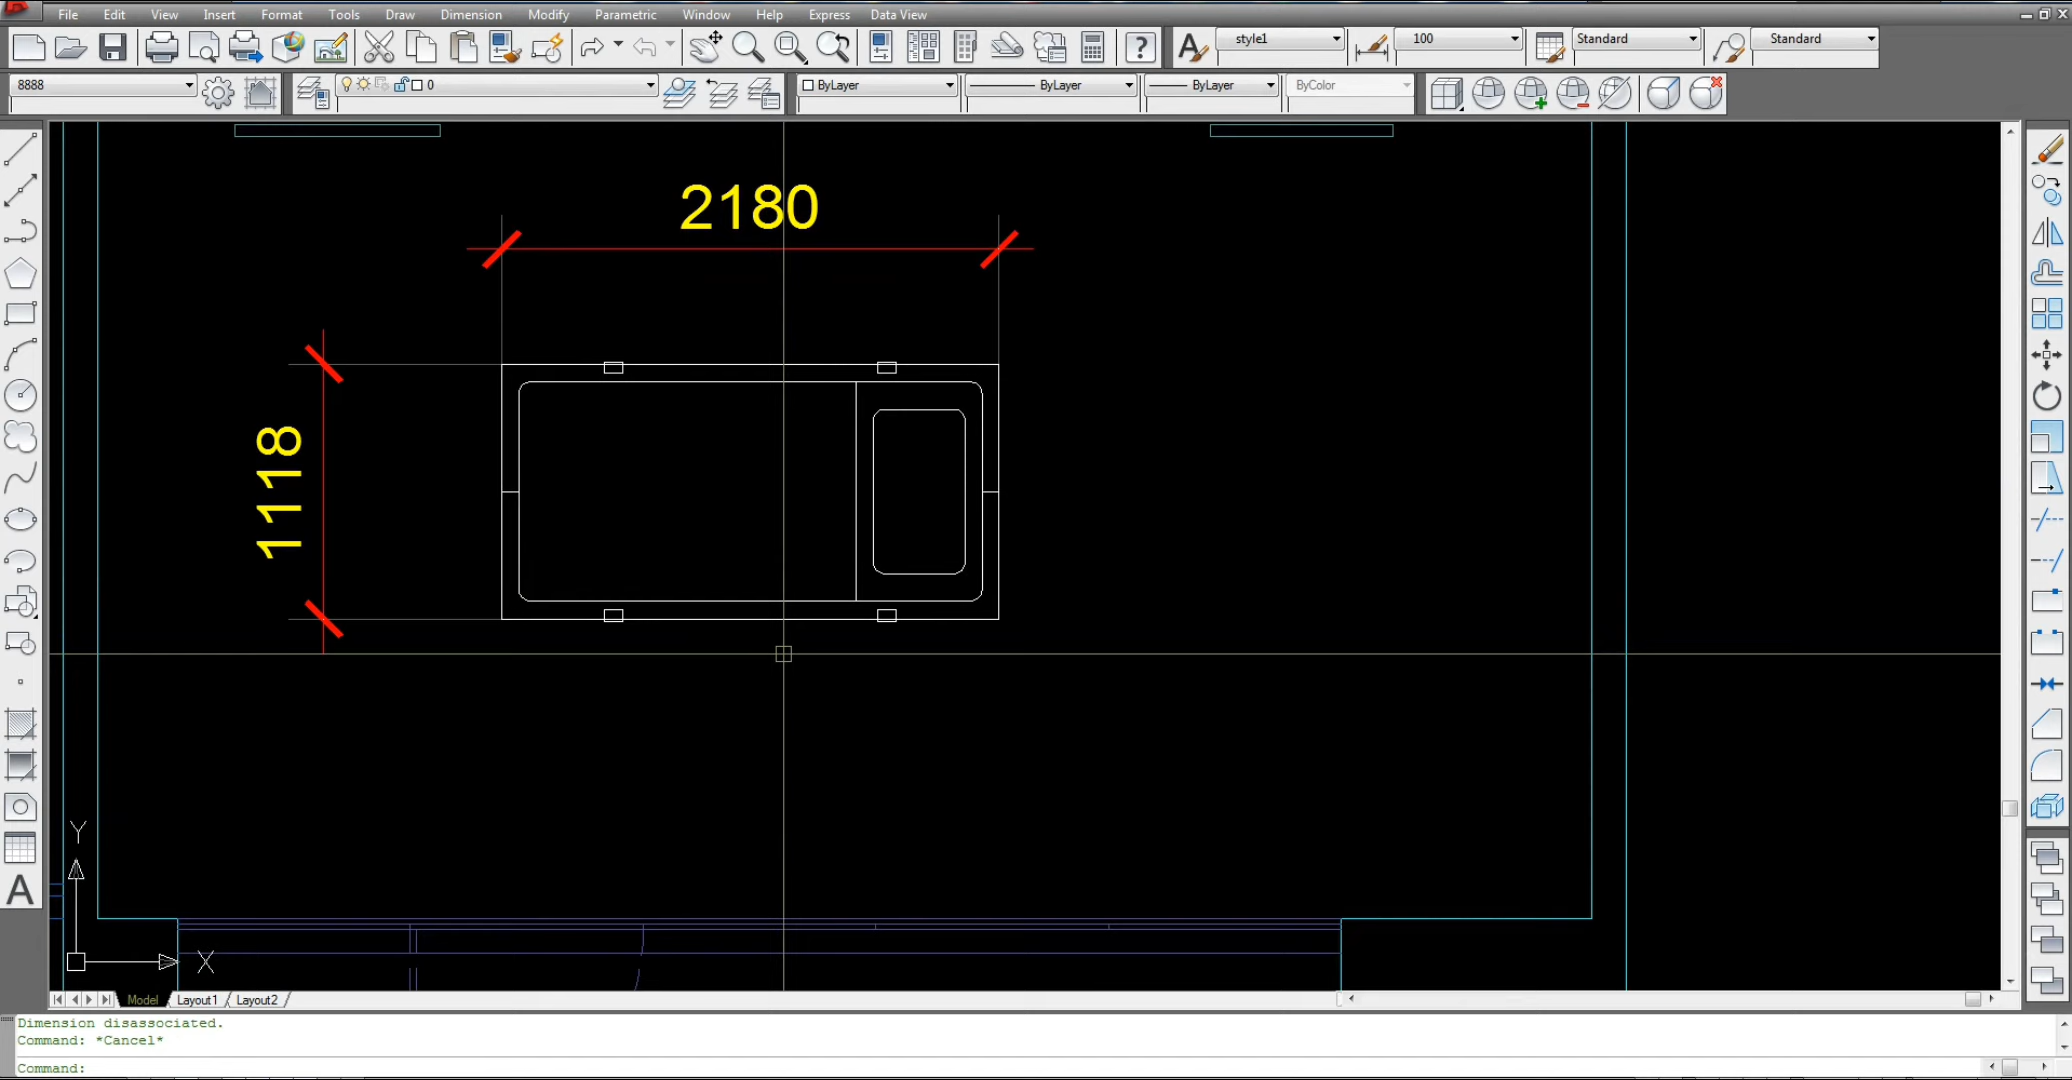 File Edit View Insert Format Tools Draw Dimension Modify Parametric Window Help Express Data View
? A style1 100 Standard Standard
8888 0 ByLayer ByLayer ByLayer ByColor
2180
1118
A
Y
X
Model Layout1 Layout2
Dimension disassociated.
Command: *Cancel*
Command: